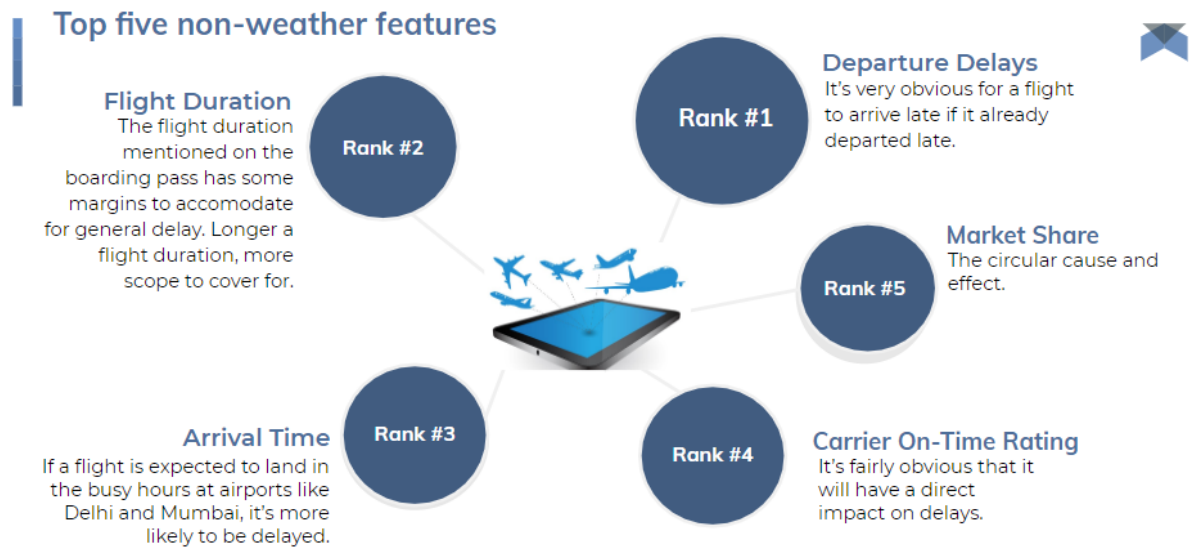 Top five non-weather features
Rank #1
Departure Delays
It's very obvious for a flight
to arrive late if it already
departed late.
Rank #2
Flight Duration
The flight duration
mentioned on the
boarding pass has some
margins to accomodate
for general delay. Longer a
flight duration, more
scope to cover for.
Rank #3
Arrival Time
If a flight is expected to land in
the busy hours at airports like
Delhi and Mumbai, it's more
likely to be delayed.
Rank #4
Carrier On-Time Rating
It's fairly obvious that it
will have a direct
impact on delays.
Rank #5
Market Share
The circular cause and
effect.